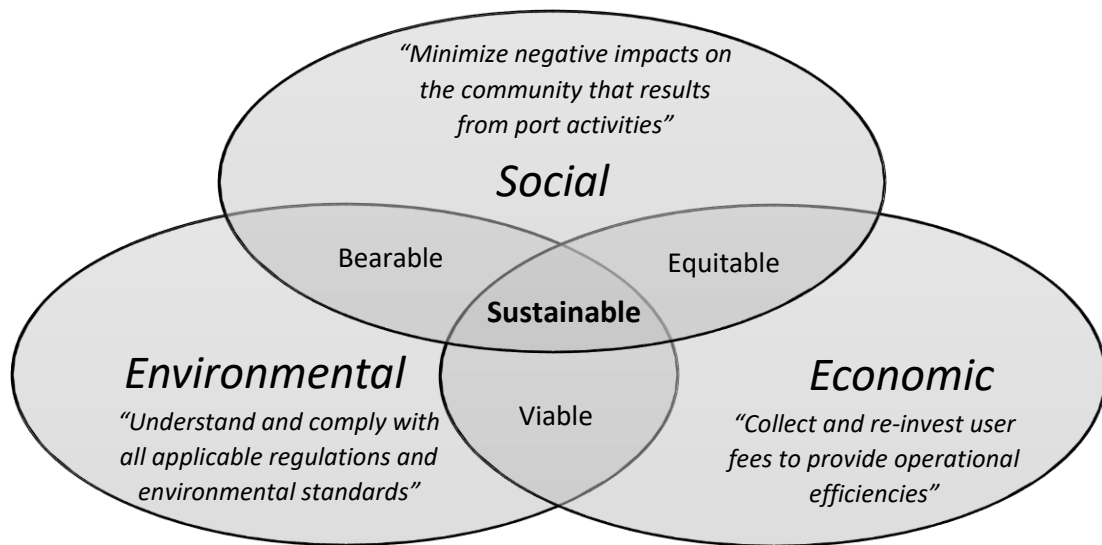 “Minimize negative impacts on
the community that results
from port activities”
Social
Bearable
Equitable
Sustainable
Environmental
“Understand and comply with
all applicable regulations and
environmental standards”
Viable
Economic
“Collect and re-invest user
fees to provide operational
efficiencies”